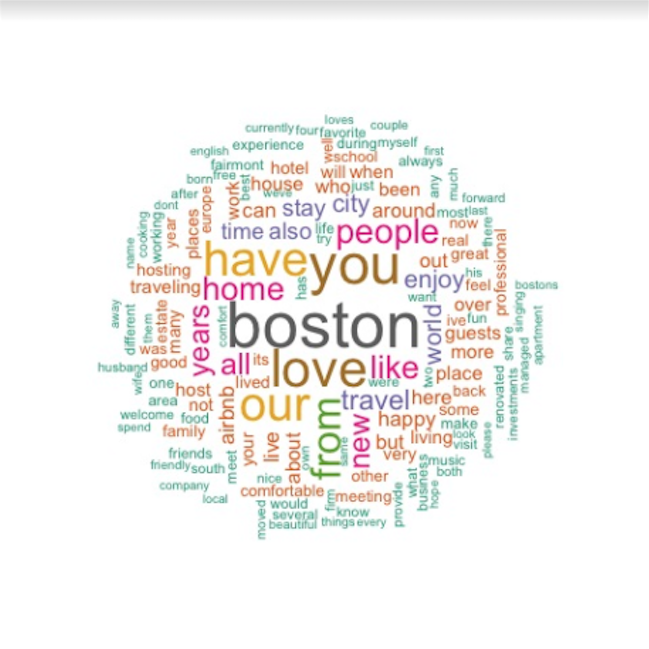 loves
currently four favorite couple
well during myself
english experience wschool first
always
fairmont hotel will when
born free best house who just been any much
after work weve forward
dont europe can stay city around most last
name cooking working year places time also life try people now there
real
have you out great professional
hosting enjoy his
traveling home has feel bostons
want
away different them estate many years comfort boston world over
ive fun singing apartment
guests share
was more
good all its love like
husband wife lived were two place renovated investments managed
one host back
area not airbnb our travel here
some
welcome food happy make please
spend family from new but living look
very visit
friends your live about own same music
friendly south meet both
nice other what business hope
company comfortable meeting
local moved would firm provide
several know
beautiful things every